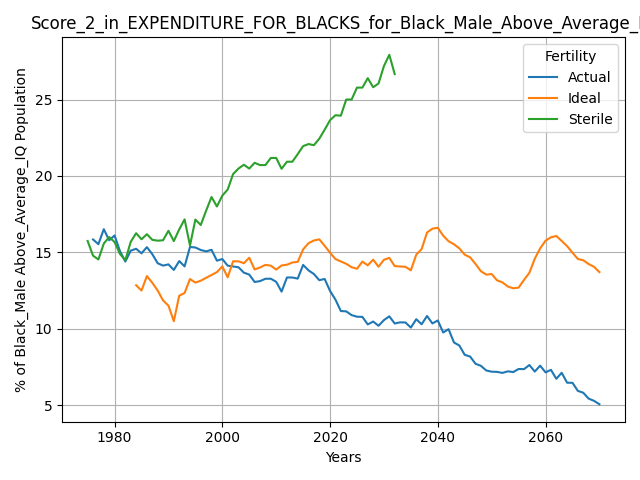 Score_2_in_EXPENDITURE_FOR_BLACKS_for_Black_Male_Above_Average_
% of Black_Male Above_Average_IQ Population
Fertility
Actual
Ideal
Sterile
25
20
15
10
5
1980
2000
2020
2040
2060
Years